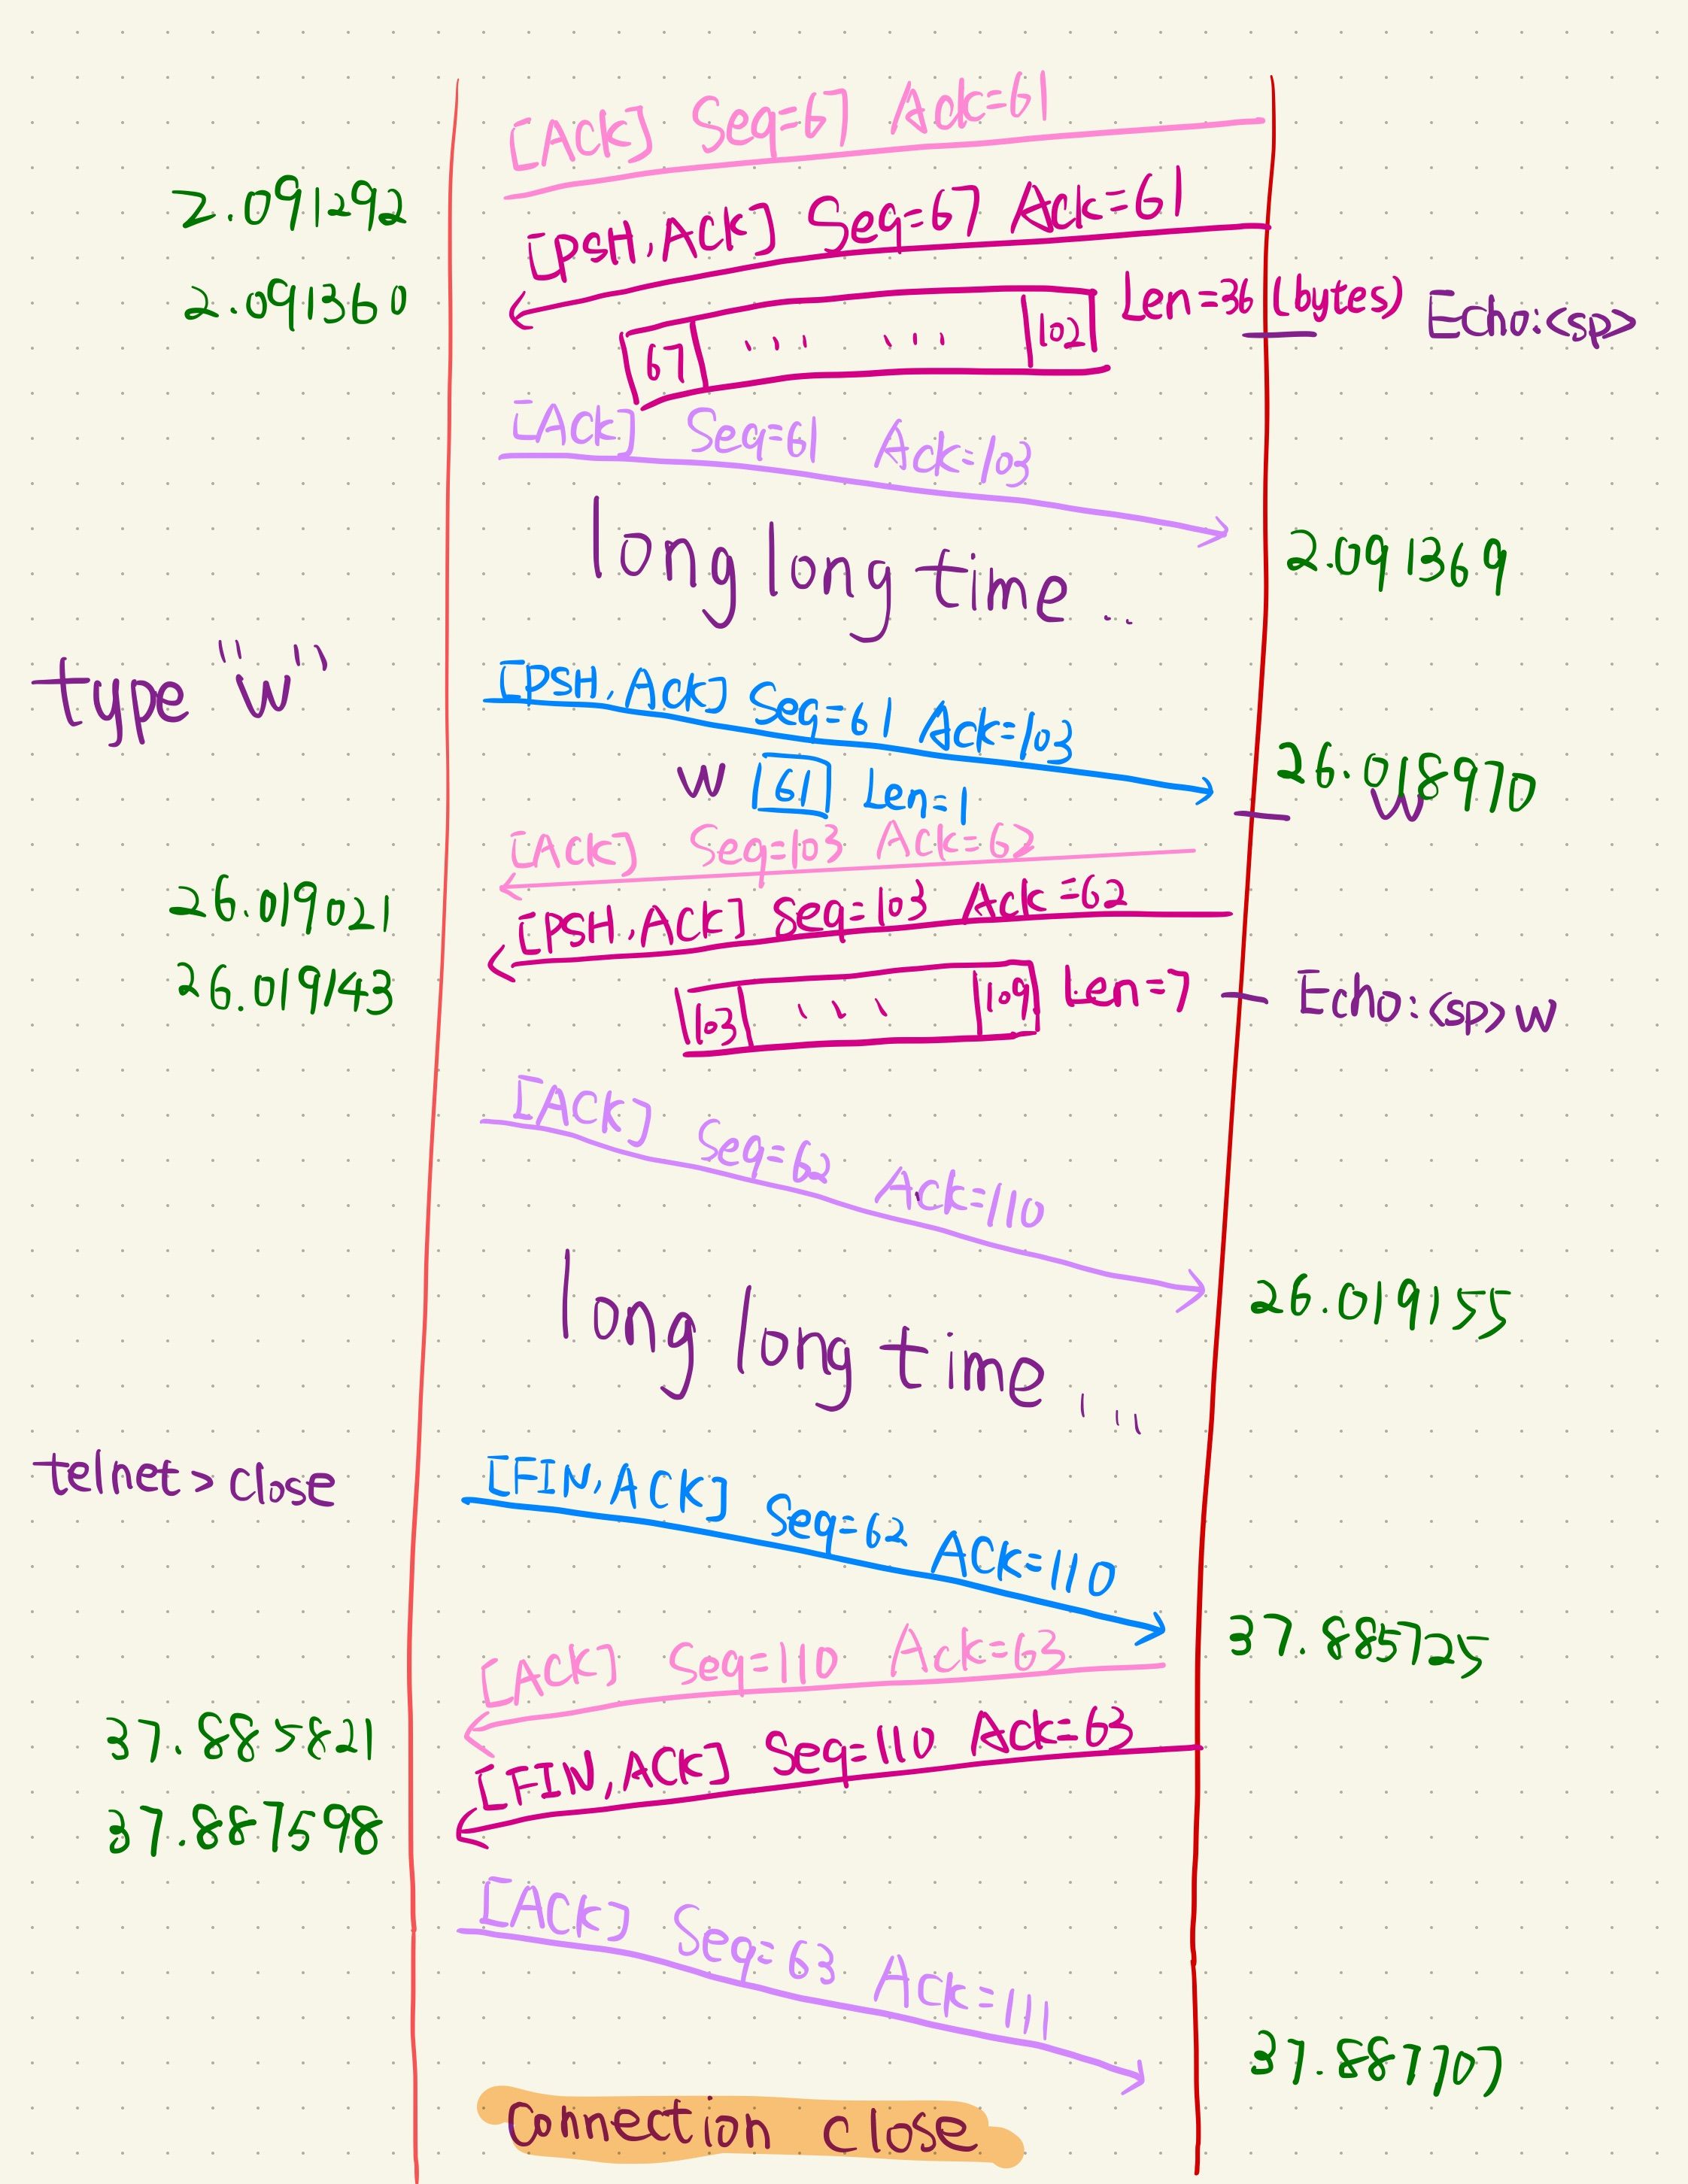 [ACK] Seq=67 Ack=61
2.091292
[PSH,ACK] Seq=67 Ack=61
2.091360
Len=36 (bytes)
Echo:<sp>
67 ... ... 102
[ACK] Seq=61 Ack=103
2.091369
long long time...
type "w"
[PSH,Ack] Seq=61 Ack=103
26.018970
w 61 Len=1
w
[ACK] Seq=103 Ack=62
26.019021
[PSH,ACK] Seq=103 Ack=62
26.019143
103 ... 109 Len=7
Echo:<sp>w
[ACK] Seq=62 Ack=110
26.019155
long long time...
telnet> close
[FIN,ACK] Seq=62 ACK=110
37.885725
[ACK] Seq=110 Ack=63
37.885821
[FIN,ACK] Seq=110 Ack=63
37.887598
[ACK] Seq=63 Ack=111
37.887707
connection close